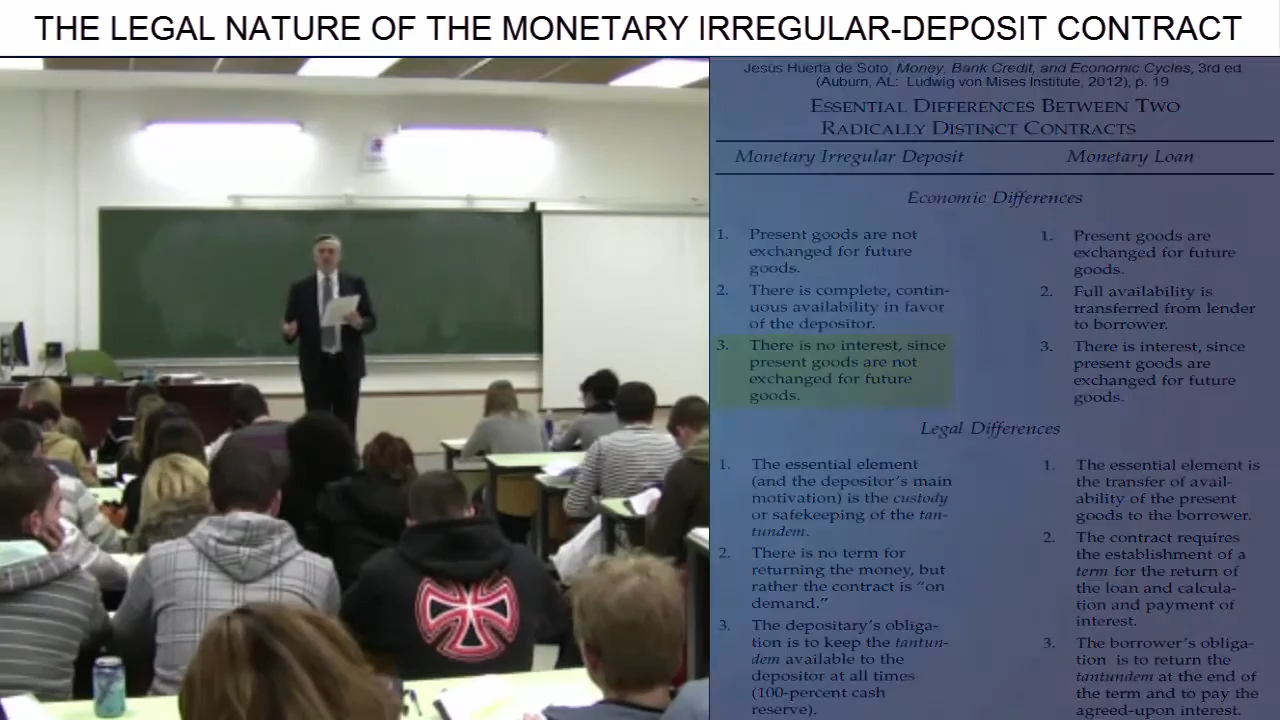 THE LEGAL NATURE OF THE MONETARY IRREGULAR-DEPOSIT CONTRACT
Jesús Huerta de Soto, Money, Bank Credit, and Economic Cycles, 3rd ed.
(Auburn, AL: Ludwig von Mises Institute, 2012), p. 19
ESSENTIAL DIFFERENCES BETWEEN TWO
RADICALLY DISTINCT CONTRACTS
Monetary Irregular Deposit
Monetary Loan
Economic Differences
1. Present goods are not
exchanged for future
goods.
2. There is complete, contin-
uous availability in favor
of the depositor.
3. There is no interest, since
present goods are not
exchanged for future
goods.
1. Present goods are
exchanged for future
goods.
2. Full availability is
transferred from lender
to borrower.
3. There is interest, since
present goods are
exchanged for future
goods.
Legal Differences
1. The essential element
(and the depositor's main
motivation) is the custody
or safekeeping of the tan-
tundem.
2. There is no term for
returning the money, but
rather the contract is "on
demand."
3. The depositary's obliga-
tion is to keep the tantun-
dem available to the
depositor at all times
(100-percent cash
reserve).
1. The essential element is
the transfer of avail-
ability of the present
goods to the borrower.
2. The contract requires
the establishment of a
term for the return of
the loan and calcula-
tion and payment of
interest.
3. The borrower's obliga-
tion is to return the
tantundem at the end of
the term and to pay the
agreed-upon interest.